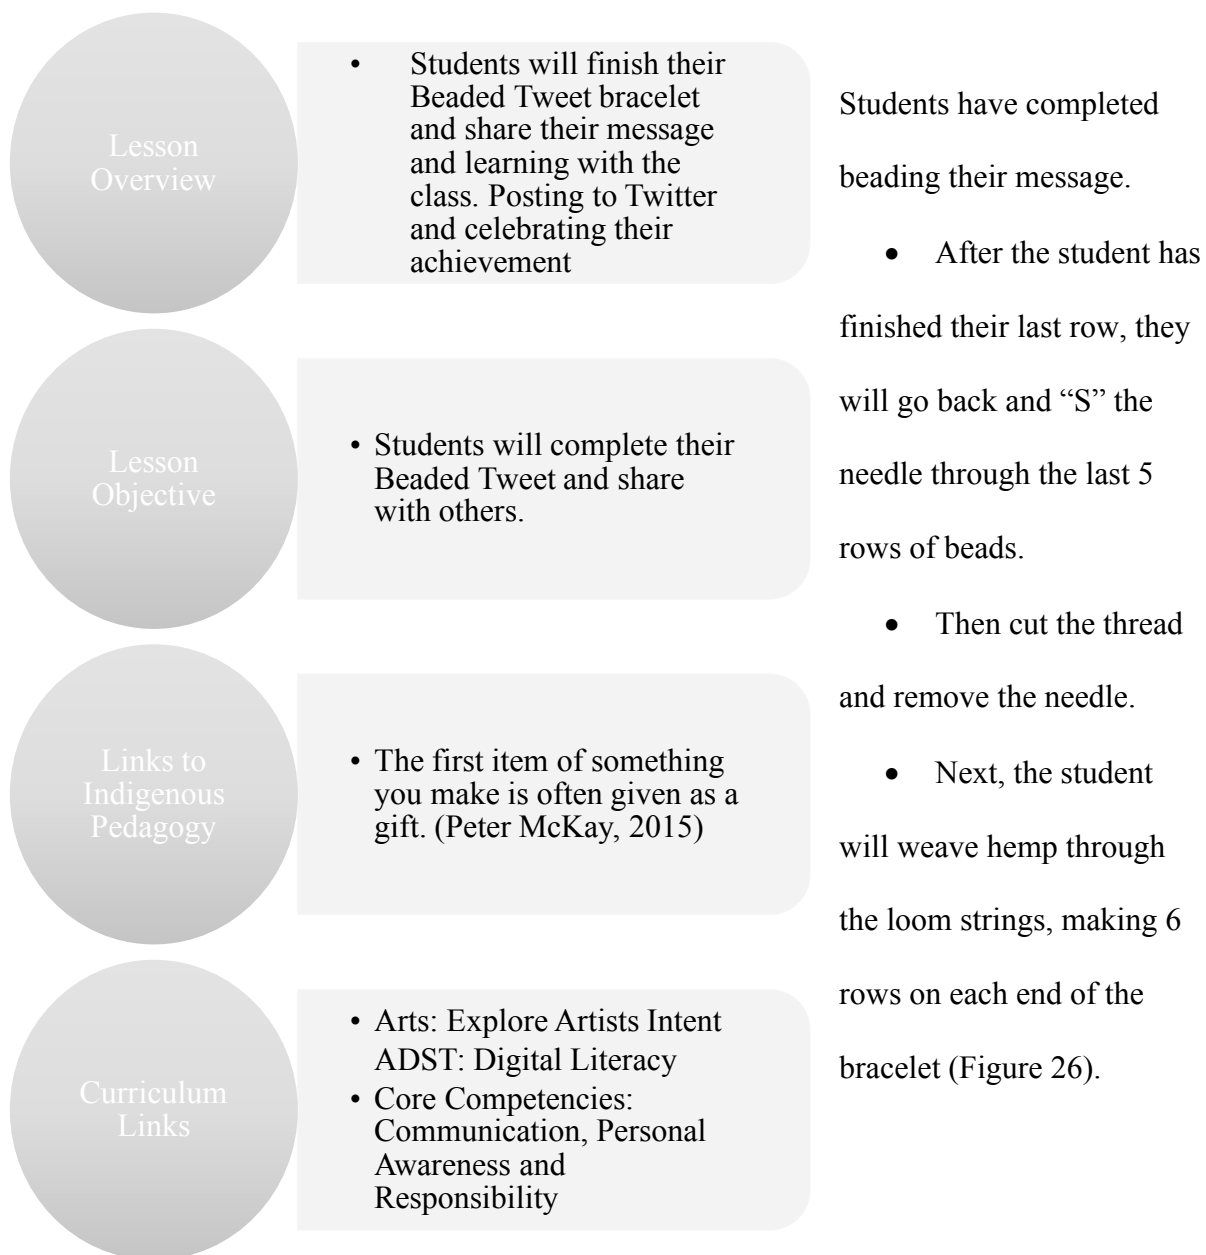 Lesson
Overview
• Students will finish their
Beaded Tweet bracelet
and share their message
and learning with the
class. Posting to Twitter
and celebrating their
achievement
Lesson
Objective
• Students will complete their
Beaded Tweet and share
with others.
Links to
Indigenous
Pedagogy
• The first item of something
you make is often given as a
gift. (Peter McKay, 2015)
Curriculum
Links
• Arts: Explore Artists Intent
ADST: Digital Literacy
• Core Competencies:
Communication, Personal
Awareness and
Responsibility
Students have completed
beading their message.
• After the student has
finished their last row, they
will go back and “S” the
needle through the last 5
rows of beads.
• Then cut the thread
and remove the needle.
• Next, the student
will weave hemp through
the loom strings, making 6
rows on each end of the
bracelet (Figure 26).